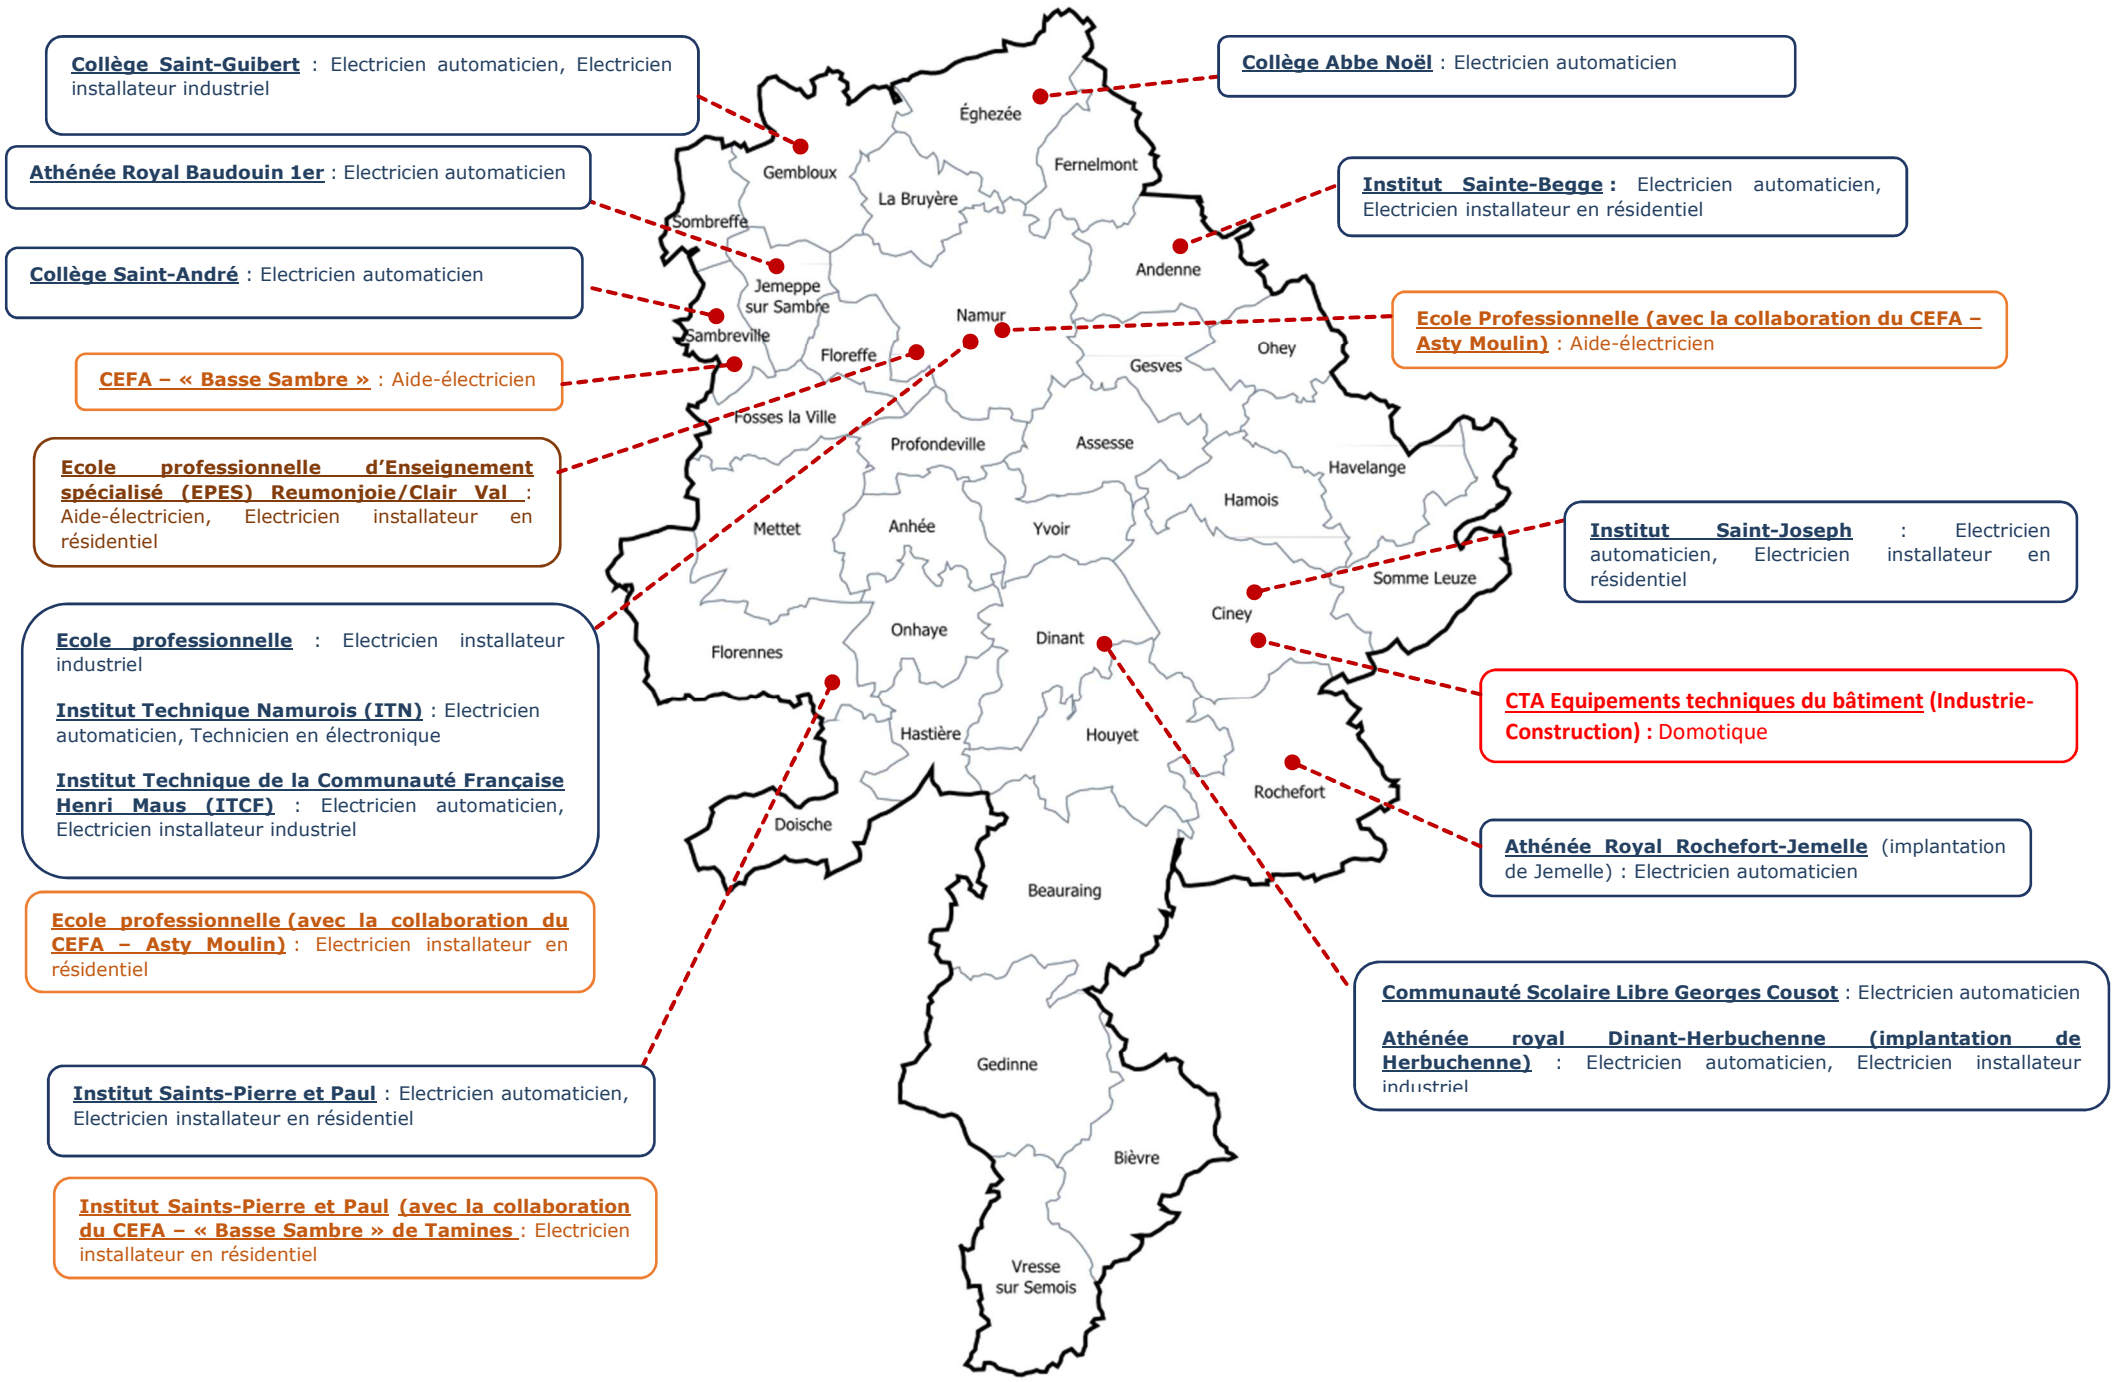 Collège Saint-Guibert : Electricien automaticien, Electricien
installateur industriel
Athénée Royal Baudouin 1er : Electricien automaticien
Collège Saint-André : Electricien automaticien
CEFA – « Basse Sambre » : Aide-électricien
Ecole professionnelle d’Enseignement
spécialisé (EPES) Reumonjoie/Clair Val :
Aide-électricien, Electricien installateur en
résidentiel
Ecole professionnelle : Electricien installateur
industriel
Institut Technique Namurois (ITN) : Electricien
automaticien, Technicien en électronique
Institut Technique de la Communauté Française
Henri Maus (ITCF) : Electricien automaticien,
Electricien installateur industriel
Ecole professionnelle (avec la collaboration du
CEFA – Asty Moulin) : Electricien installateur en
résidentiel
Institut Saints-Pierre et Paul : Electricien automaticien,
Electricien installateur en résidentiel
Institut Saints-Pierre et Paul (avec la collaboration
du CEFA – « Basse Sambre » de Tamines : Electricien
installateur en résidentiel
Éghezée
Fernelmont
Gembloux
La Bruyère
Sombreffe
Andenne
Jemeppe
sur Sambre
Namur
Sambreville
Floreffe
Ohey
Gesves
Fosses la Ville
Profondeville
Assesse
Havelange
Hamois
Mettet
Anhée
Yvoir
Somme Leuze
Ciney
Onhaye
Dinant
Florennes
Hastière
Houyet
Rochefort
Doische
Beauraing
Gedinne
Bièvre
Vresse
sur Semois
Collège Abbe Noël : Electricien automaticien
Institut Sainte-Begge : Electricien automaticien,
Electricien installateur en résidentiel
Ecole Professionnelle (avec la collaboration du CEFA –
Asty Moulin) : Aide-électricien
Institut Saint-Joseph : Electricien
automaticien, Electricien installateur en
résidentiel
CTA Equipements techniques du bâtiment (Industrie-
Construction) : Domotique
Athénée Royal Rochefort-Jemelle (implantation
de Jemelle) : Electricien automaticien
Communauté Scolaire Libre Georges Cousot : Electricien automaticien
Athénée royal Dinant-Herbuchenne (implantation de
Herbuchenne) : Electricien automaticien, Electricien installateur
industriel